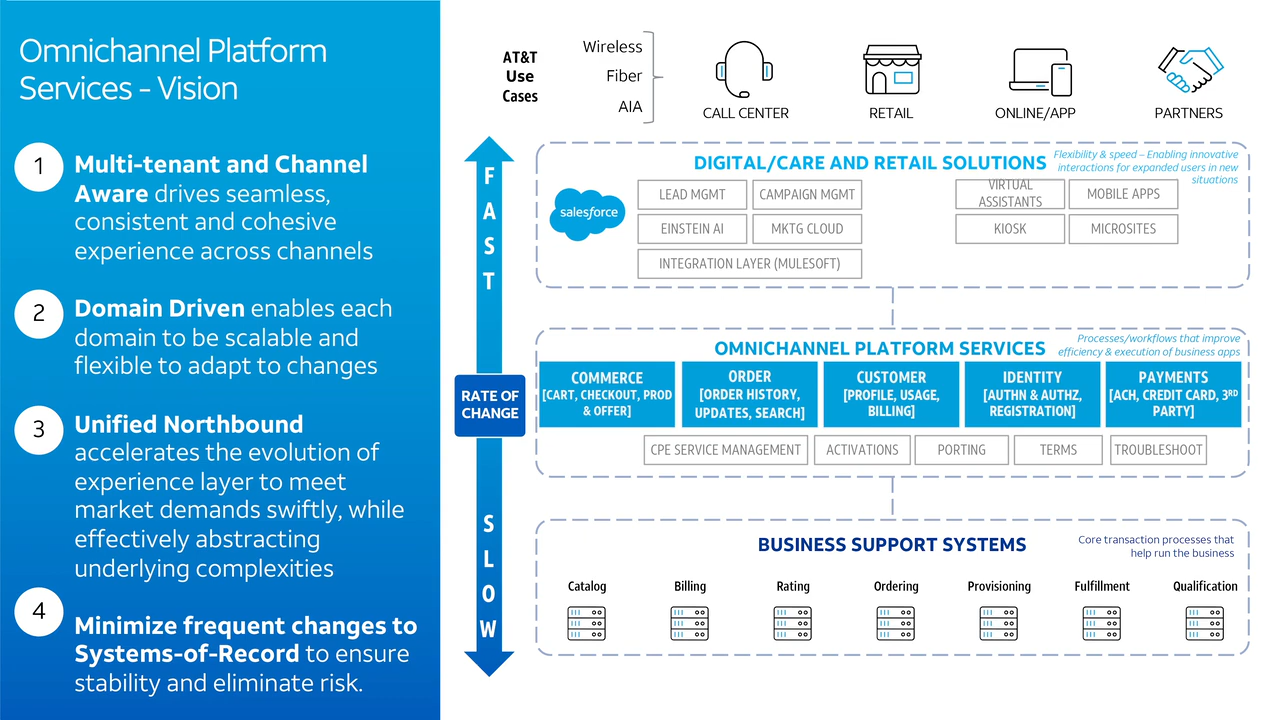 Omnichannel Platform
Services - Vision
1
Multi-tenant and Channel
Aware drives seamless,
consistent and cohesive
experience across channels
2
Domain Driven enables each
domain to be scalable and
flexible to adapt to changes
3
Unified Northbound
accelerates the evolution of
experience layer to meet
market demands swiftly, while
effectively abstracting
underlying complexities
4
Minimize frequent changes to
Systems-of-Record to ensure
stability and eliminate risk.
AT&T
Use
Cases
Wireless
Fiber
AIA
CALL CENTER
RETAIL
ONLINE/APP
PARTNERS
FAST
RATE OF
CHANGE
SLOW
DIGITAL/CARE AND RETAIL SOLUTIONS
Flexibility & speed – Enabling innovative
interactions for expanded users in new
situations
salesforce
LEAD MGMT
CAMPAIGN MGMT
EINSTEIN AI
MKTG CLOUD
INTEGRATION LAYER (MULESOFT)
VIRTUAL
ASSISTANTS
MOBILE APPS
KIOSK
MICROSITES
OMNICHANNEL PLATFORM SERVICES
Processes/workflows that improve
efficiency & execution of business apps
COMMERCE
[CART, CHECKOUT, PROD
& OFFER]
ORDER
[ORDER HISTORY,
UPDATES, SEARCH]
CUSTOMER
[PROFILE, USAGE,
BILLING]
IDENTITY
[AUTHN & AUTHZ,
REGISTRATION]
PAYMENTS
[ACH, CREDIT CARD, 3RD
PARTY]
CPE SERVICE MANAGEMENT
ACTIVATIONS
PORTING
TERMS
TROUBLESHOOT
BUSINESS SUPPORT SYSTEMS
Core transaction processes that
help run the business
Catalog
Billing
Rating
Ordering
Provisioning
Fulfillment
Qualification